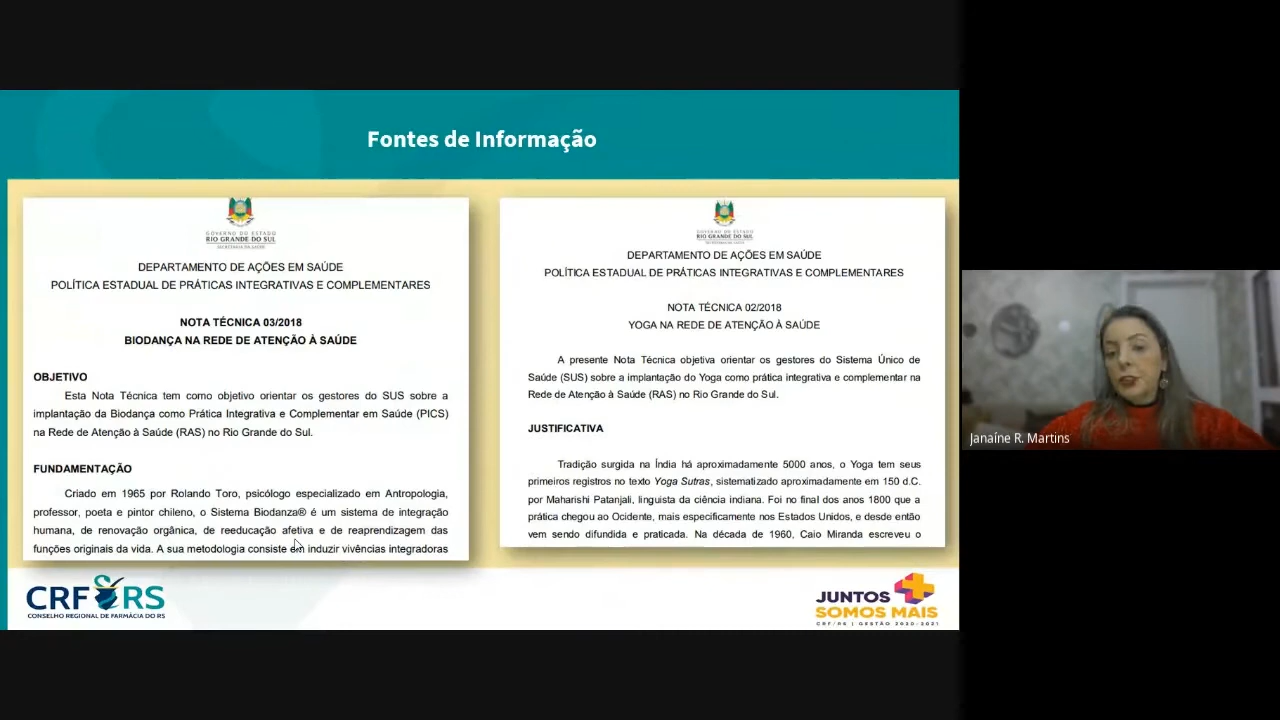 Fontes de Informação
GOVERNO DO ESTADO
RIO GRANDE DO SUL
SECRETARIA DA SAÚDE
DEPARTAMENTO DE AÇÕES EM SAÚDE
POLÍTICA ESTADUAL DE PRÁTICAS INTEGRATIVAS E COMPLEMENTARES
NOTA TÉCNICA 03/2018
BIODANÇA NA REDE DE ATENÇÃO À SAÚDE
OBJETIVO
Esta Nota Técnica tem como objetivo orientar os gestores do SUS sobre a
implantação da Biodança como Prática Integrativa e Complementar em Saúde (PICS)
na Rede de Atenção à Saúde (RAS) no Rio Grande do Sul.
FUNDAMENTAÇÃO
Criado em 1965 por Rolando Toro, psicólogo especializado em Antropologia,
professor, poeta e pintor chileno, o Sistema Biodanza® é um sistema de integração
humana, de renovação orgânica, de reeducação afetiva e de reaprendizagem das
funções originais da vida. A sua metodologia consiste em induzir vivências integradoras
GOVERNO DO ESTADO
RIO GRANDE DO SUL
SECRETARIA DA SAÚDE
DEPARTAMENTO DE AÇÕES EM SAÚDE
POLÍTICA ESTADUAL DE PRÁTICAS INTEGRATIVAS E COMPLEMENTARES
NOTA TÉCNICA 02/2018
YOGA NA REDE DE ATENÇÃO À SAÚDE
A presente Nota Técnica objetiva orientar os gestores do Sistema Único de
Saúde (SUS) sobre a implantação do Yoga como prática integrativa e complementar na
Rede de Atenção à Saúde (RAS) no Rio Grande do Sul.
JUSTIFICATIVA
Tradição surgida na Índia há aproximadamente 5000 anos, o Yoga tem seus
primeiros registros no texto Yoga Sutras, sistematizado aproximadamente em 150 d.C.
por Maharishi Patanjali, linguista da ciência indiana. Foi no final dos anos 1800 que a
prática chegou ao Ocidente, mais especificamente nos Estados Unidos, e desde então
vem sendo difundida e praticada. Na década de 1960, Caio Miranda escreveu o
Janaíne R. Martins
CRF RS
CONSELHO REGIONAL DE FARMÁCIA DO RS
JUNTOS
SOMOS MAIS
CRF/RS | GESTÃO 2020-2021